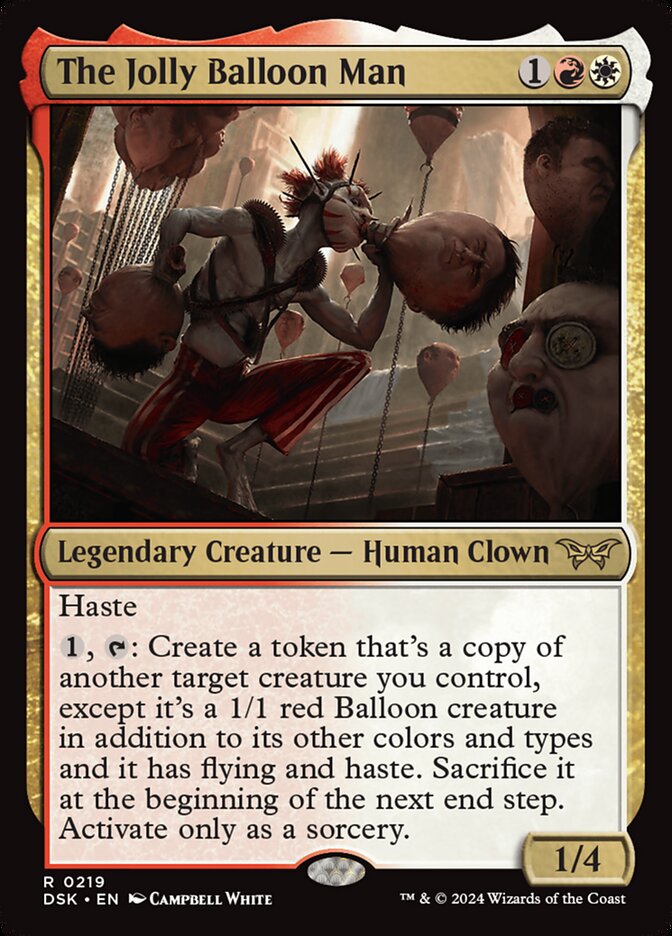 The Jolly Balloon Man 1
Legendary Creature — Human Clown
Haste
1, : Create a token that's a copy of
another target creature you control,
except it's a 1/1 red Balloon creature
in addition to its other colors and types
and it has flying and haste. Sacrifice it
at the beginning of the next end step.
Activate only as a sorcery.
1/4
R 0219
DSK • EN Campbell White
™ & © 2024 Wizards of the Coast